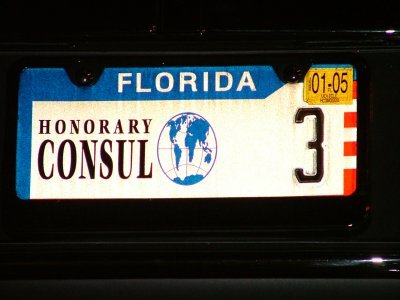 FLORIDA
01-05
HONORARY
CONSUL
3